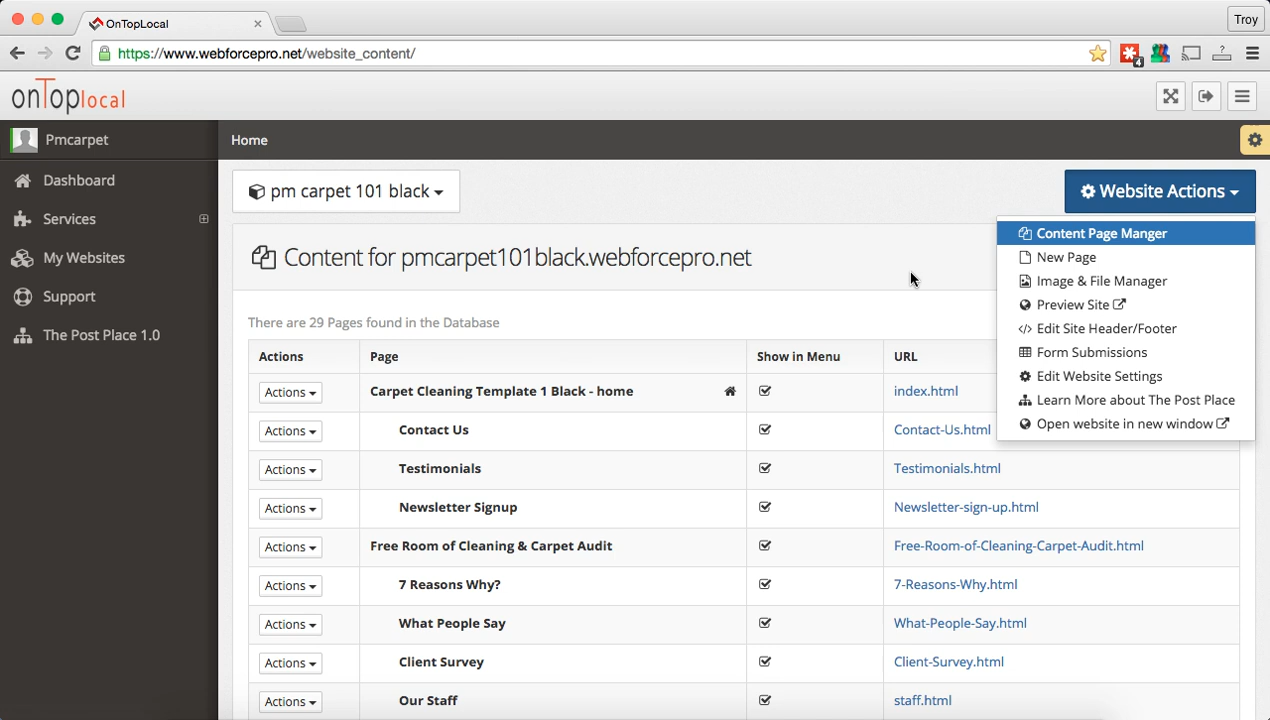 OnTopLocal
Troy
https://www.webforcepro.net/website_content/
4
onToplocal
Pmcarpet
Home
Dashboard
Services
My Websites
Support
The Post Place 1.0
pm carpet 101 black
Website Actions
Content Page Manger
New Page
Image & File Manager
Preview Site
Edit Site Header/Footer
Form Submissions
Edit Website Settings
Learn More about The Post Place
Open website in new window
Content for pmcarpet101black.webforcepro.net
There are 29 Pages found in the Database
Actions Page Show in Menu URL
Actions Carpet Cleaning Template 1 Black - home index.html
Actions Contact Us Contact-Us.html
Actions Testimonials Testimonials.html
Actions Newsletter Signup Newsletter-sign-up.html
Actions Free Room of Cleaning & Carpet Audit Free-Room-of-Cleaning-Carpet-Audit.html
Actions 7 Reasons Why? 7-Reasons-Why.html
Actions What People Say What-People-Say.html
Actions Client Survey Client-Survey.html
Actions Our Staff staff.html